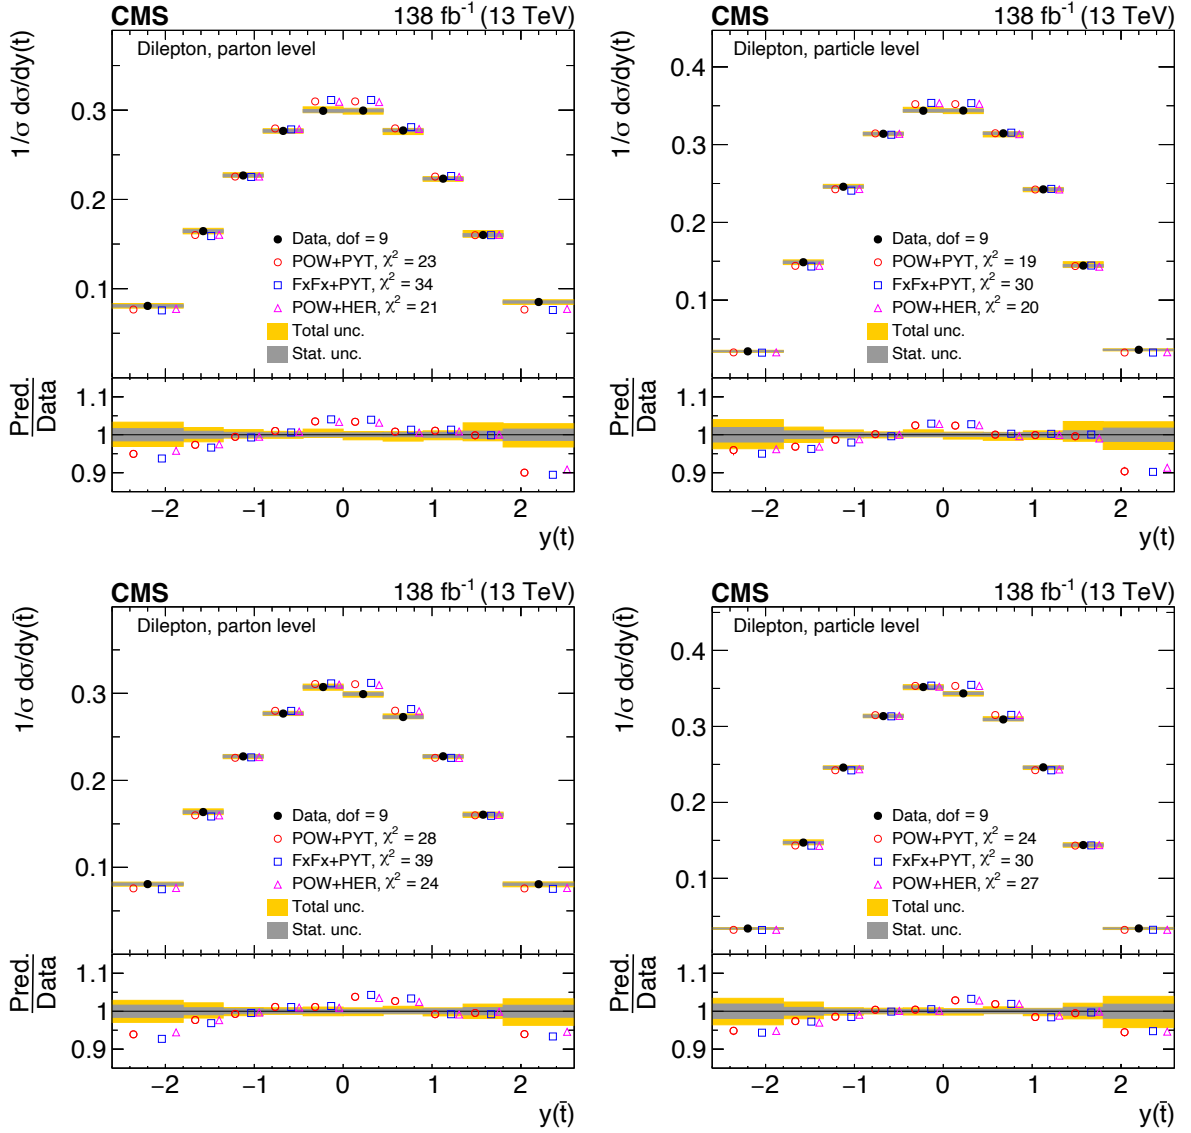 CMS 138 fb⁻¹ (13 TeV)
Dilepton, parton level
1/σ dσ/dy(t)
0.3
0.2
0.1
Data, dof = 9
POW+PYT, χ² = 23
FxFx+PYT, χ² = 34
POW+HER, χ² = 21
Total unc.
Stat. unc.
Pred.
Data
1.1
1
0.9
−2 −1 0 1 2
y(t)
CMS 138 fb⁻¹ (13 TeV)
Dilepton, particle level
1/σ dσ/dy(t)
0.4
0.3
0.2
0.1
Data, dof = 9
POW+PYT, χ² = 19
FxFx+PYT, χ² = 30
POW+HER, χ² = 20
Total unc.
Stat. unc.
Pred.
Data
1.1
1
0.9
−2 −1 0 1 2
y(t)
CMS 138 fb⁻¹ (13 TeV)
Dilepton, parton level
1/σ dσ/dy(t̄)
0.3
0.2
0.1
Data, dof = 9
POW+PYT, χ² = 28
FxFx+PYT, χ² = 39
POW+HER, χ² = 24
Total unc.
Stat. unc.
Pred.
Data
1.1
1
0.9
−2 −1 0 1 2
y(t̄)
CMS 138 fb⁻¹ (13 TeV)
Dilepton, particle level
1/σ dσ/dy(t̄)
0.4
0.3
0.2
0.1
Data, dof = 9
POW+PYT, χ² = 24
FxFx+PYT, χ² = 30
POW+HER, χ² = 27
Total unc.
Stat. unc.
Pred.
Data
1.1
1
0.9
−2 −1 0 1 2
y(t̄)